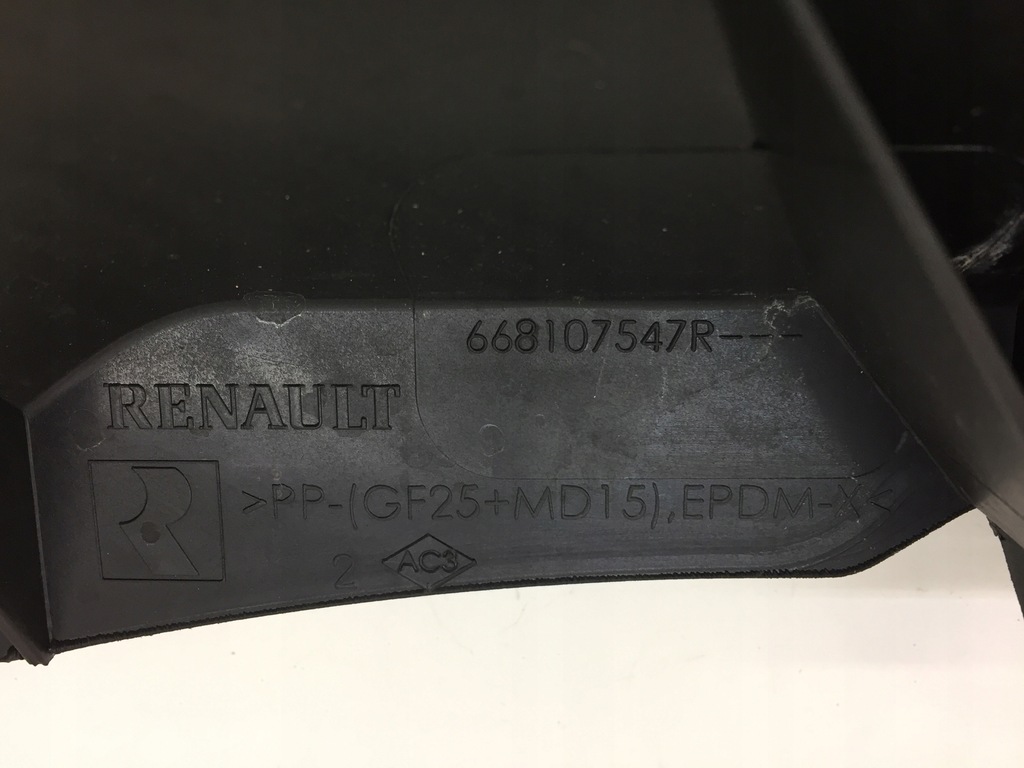 668107547R---
RENAULT
>PP-(GF25+MD15),EPDM-X<
2 AC3